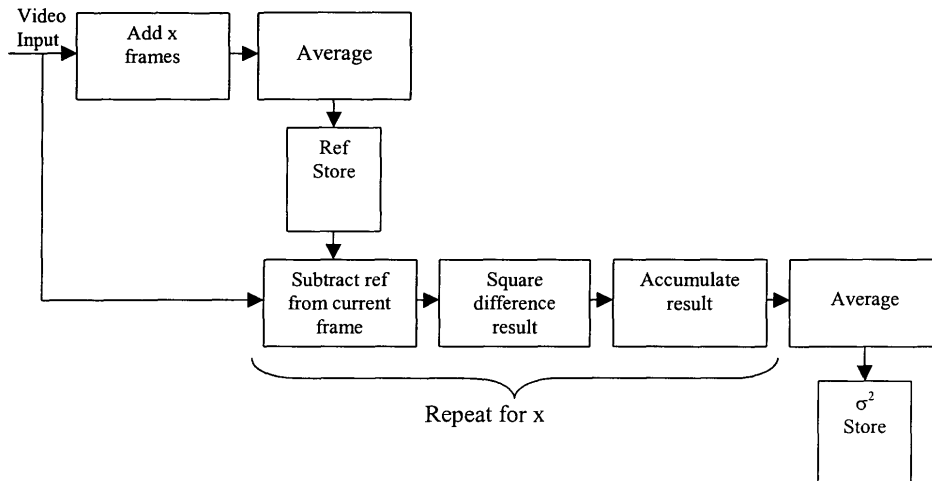 Video
Input
Add x
frames
Average
Ref
Store
Subtract ref
from current
frame
Square
difference
result
Accumulate
result
Average
Repeat for x
σ²
Store